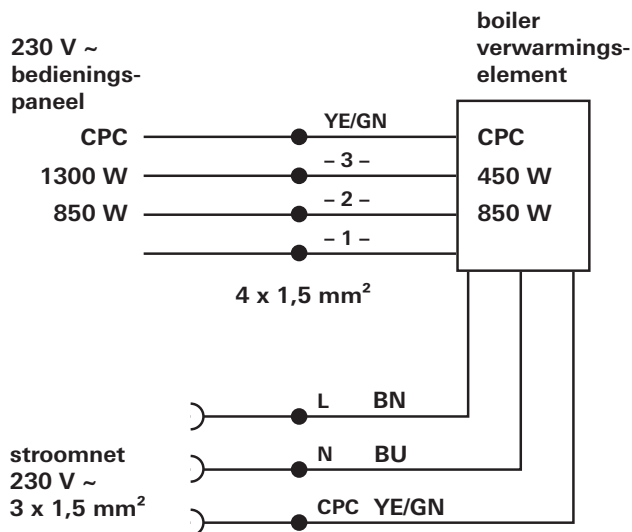 230 V ~
bedienings-
paneel
boiler
verwarmings-
element
CPC YE/GN CPC
1300 W – 3 – 450 W
850 W – 2 – 850 W
– 1 –
4 x 1,5 mm²
L BN
N BU
CPC YE/GN
stroomnet
230 V ~
3 x 1,5 mm²